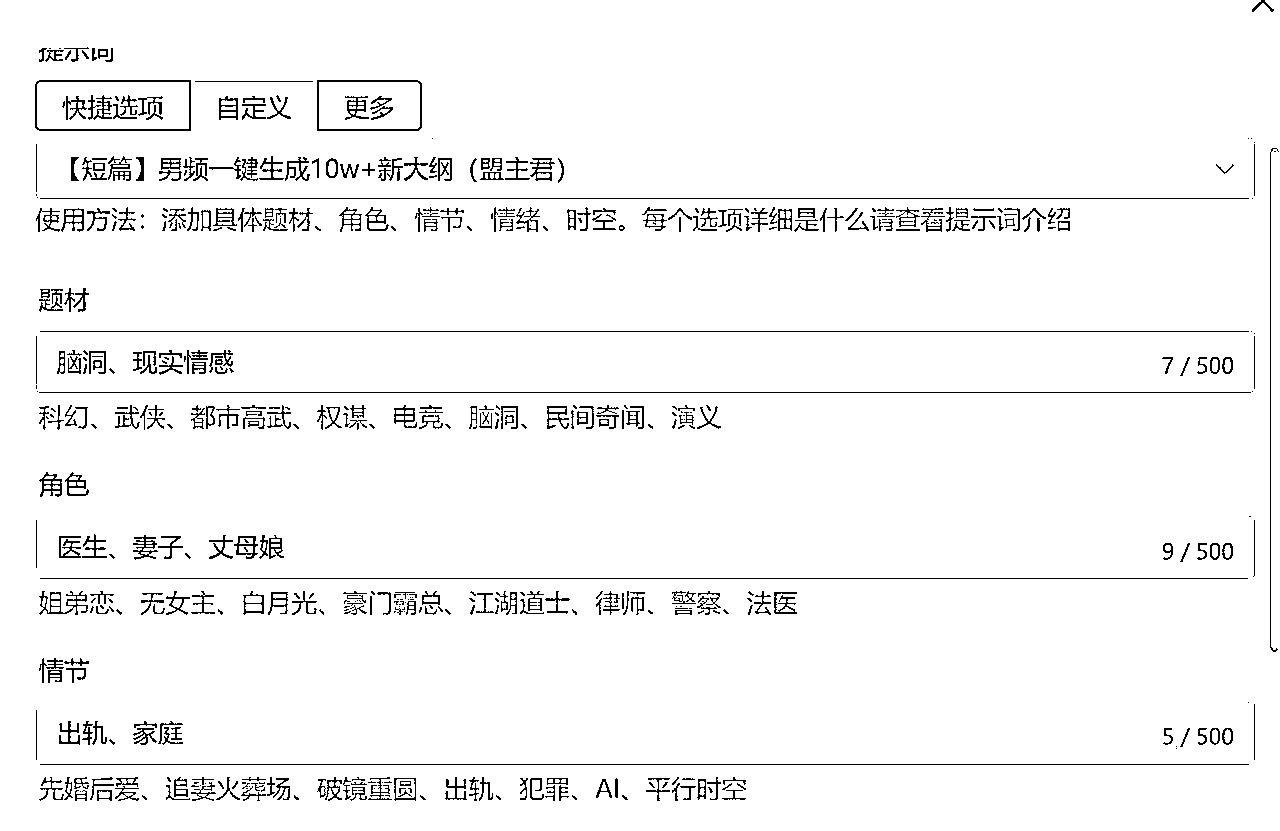 提示词
快捷选项 自定义 更多
【短篇】男频一键生成10w+新大纲（盟主君）
使用方法：添加具体题材、角色、情节、情绪、时空。每个选项详细是什么请查看提示词介绍
题材
脑洞、现实情感 7 / 500
科幻、武侠、都市高武、权谋、电竞、脑洞、民间奇闻、演义
角色
医生、妻子、丈母娘 9 / 500
姐弟恋、无女主、白月光、豪门霸总、江湖道士、律师、警察、法医
情节
出轨、家庭 5 / 500
先婚后爱、追妻火葬场、破镜重圆、出轨、犯罪、AI、平行时空